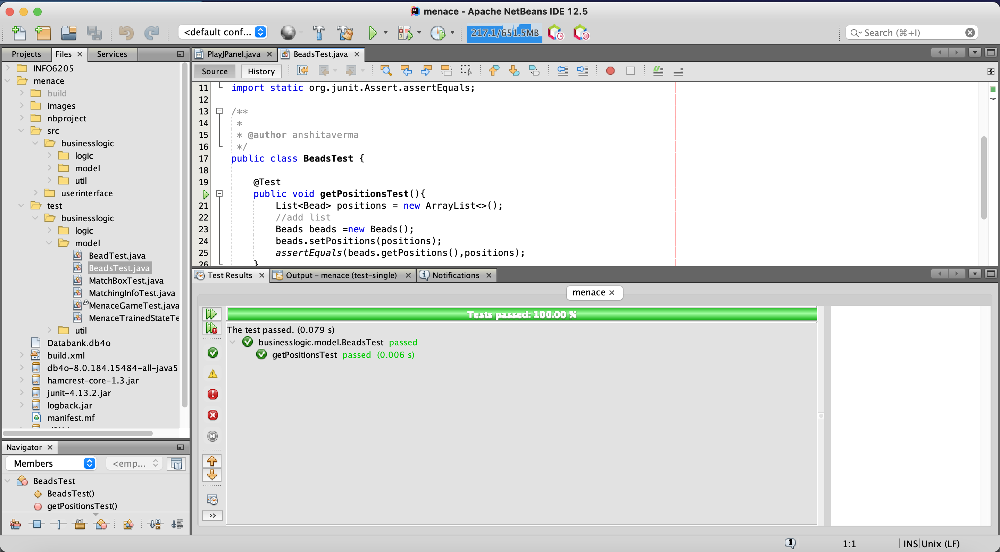 menace - Apache NetBeans IDE 12.5
<default conf...
217.1/651.5MB
Search (⌘+I)
Projects
Files
Services
INFO6205
menace
build
images
nbproject
src
businesslogic
logic
model
util
userinterface
test
businesslogic
logic
model
BeadTest.java
BeadsTest.java
MatchBoxTest.java
MatchingInfoTest.java
MenaceGameTest.java
MenaceTrainedStateTe
util
Databank.db4o
build.xml
db4o-8.0.184.15484-all-java5
hamcrest-core-1.3.jar
junit-4.13.2.jar
logback.jar
manifest.mf
Navigator
Members
<emp...
BeadsTest
BeadsTest()
getPositionsTest()
PlayJPanel.java
BeadsTest.java
Source
History
11 import static org.junit.Assert.assertEquals;
12
13 /**
14 *
15 * @author anshitaverma
16 */
17 public class BeadsTest {
18
19 @Test
public void getPositionsTest(){
21 List<Bead> positions = new ArrayList<>();
22 //add list
23 Beads beads =new Beads();
24 beads.setPositions(positions);
25 assertEquals(beads.getPositions(),positions);
26 }
Test Results
Output - menace (test-single)
Notifications
menace
Tests passed: 100.00 %
The test passed. (0.079 s)
businesslogic.model.BeadsTest passed
getPositionsTest passed (0.006 s)
>>
1
1:1
INS
Unix (LF)